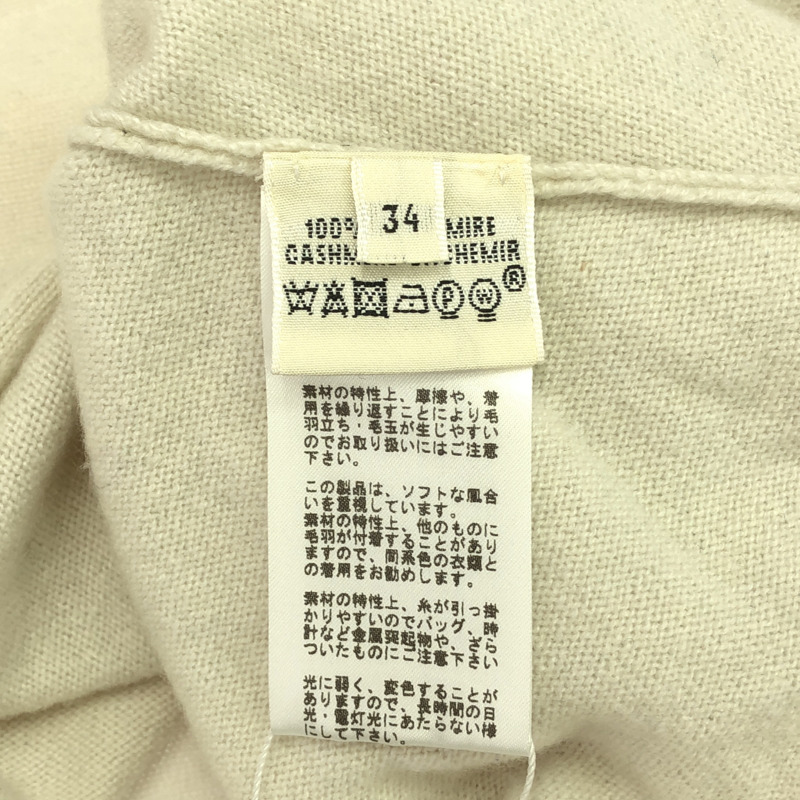 34
100% MIRE
CASHM CHEMIR
P W ®
素材の特性上、摩擦や、着
用を繰り返すことにより毛
羽立ち・毛玉が生じやすい
のでお取り扱いにはご注意
下さい。
この製品は、ソフトな風合
いを重視しています。
素材の特性上、他のものに
毛羽が付着することがあり
ますので、同系色の衣類と
の着用をお勧めします。
素材の特性上、糸が引っ掛
かりやすいのでバッグ、時
計など金属突起物や、ざら
ついたものにご注意下さい
光に弱く、変色することが
ありますので、長時間の日
光・電灯光にあたらない様
にして下さい。